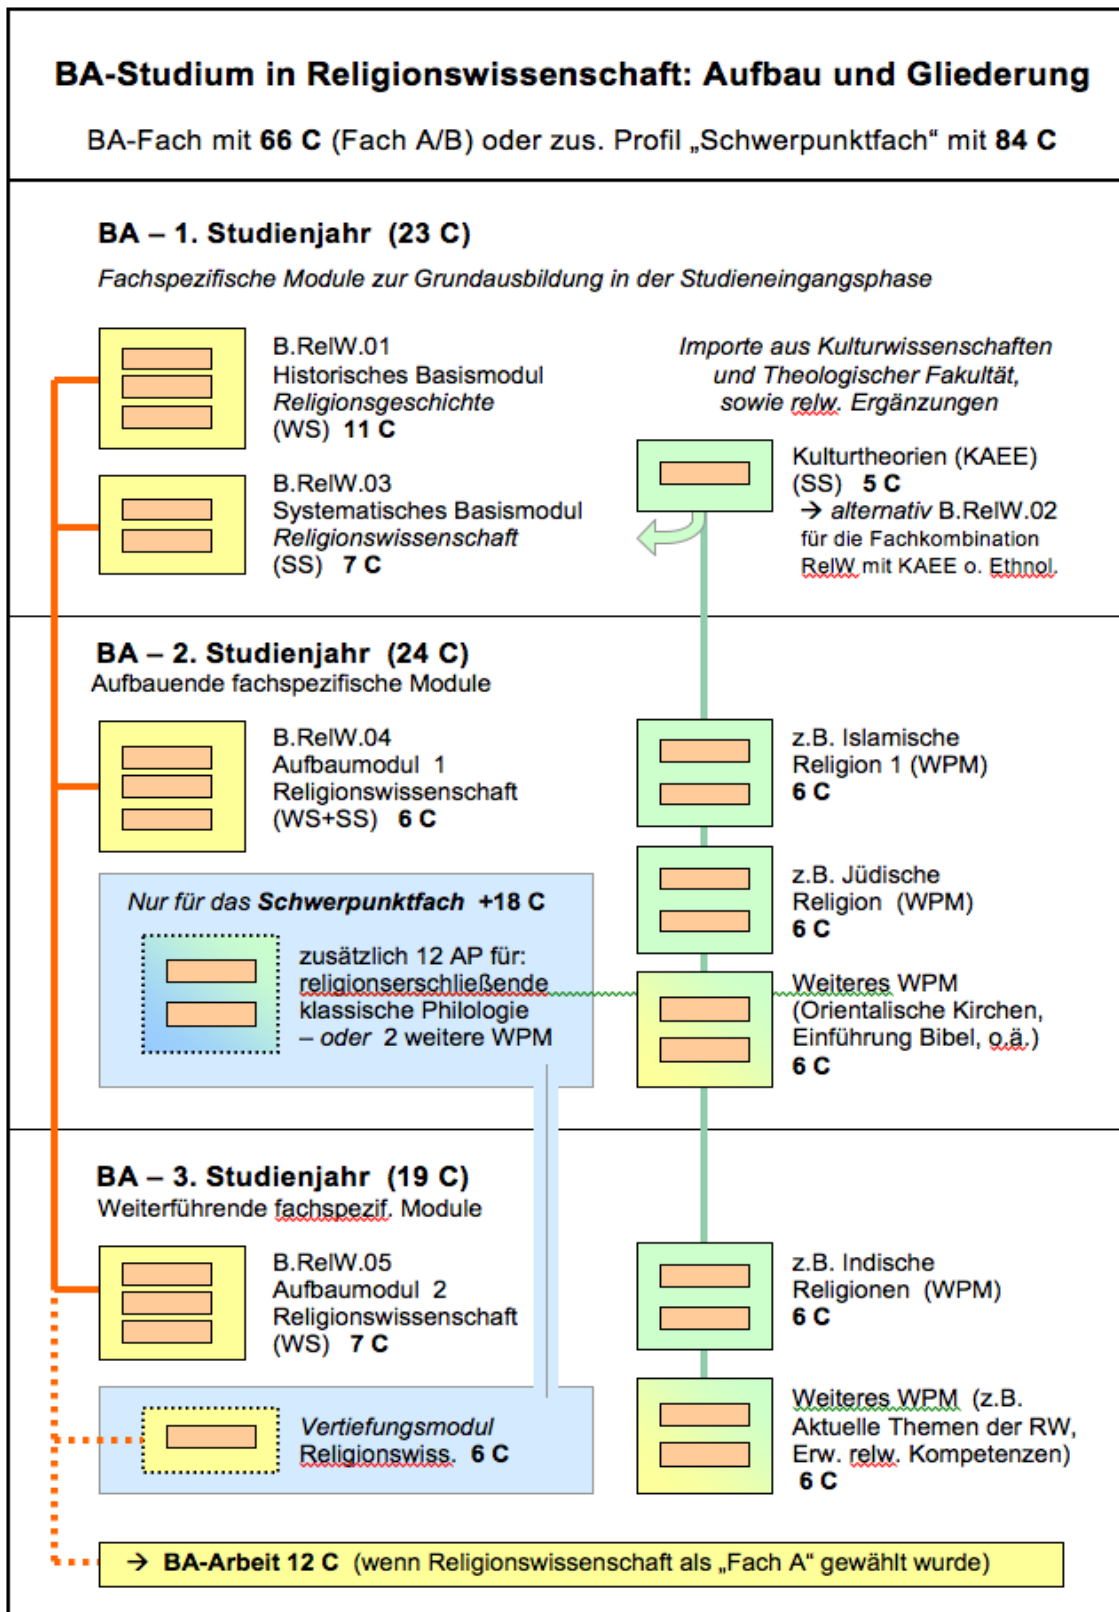 BA-Studium in Religionswissenschaft: Aufbau und Gliederung
BA-Fach mit 66 C (Fach A/B) oder zus. Profil „Schwerpunktfach“ mit 84 C
BA – 1. Studienjahr (23 C)
Fachspezifische Module zur Grundausbildung in der Studieneingangsphase
B.RelW.01
Historisches Basismodul
Religionsgeschichte
(WS) 11 C
Importe aus Kulturwissenschaften
und Theologischer Fakultät,
sowie relw. Ergänzungen
B.RelW.03
Systematisches Basismodul
Religionswissenschaft
(SS) 7 C
Kulturtheorien (KAEE)
(SS) 5 C
→ alternativ B.RelW.02
für die Fachkombination
RelW mit KAEE o. Ethnol.
BA – 2. Studienjahr (24 C)
Aufbauende fachspezifische Module
B.RelW.04
Aufbaumodul 1
Religionswissenschaft
(WS+SS) 6 C
z.B. Islamische
Religion 1 (WPM)
6 C
z.B. Jüdische
Religion (WPM)
6 C
Nur für das Schwerpunktfach +18 C
zusätzlich 12 AP für:
religionserschließende
klassische Philologie
– oder 2 weitere WPM
Weiteres WPM
(Orientalische Kirchen,
Einführung Bibel, o.ä.)
6 C
BA – 3. Studienjahr (19 C)
Weiterführende fachspezif. Module
B.RelW.05
Aufbaumodul 2
Religionswissenschaft
(WS) 7 C
z.B. Indische
Religionen (WPM)
6 C
Vertiefungsmodul
Religionswiss. 6 C
Weiteres WPM (z.B.
Aktuelle Themen der RW,
Erw. relw. Kompetenzen)
6 C
→ BA-Arbeit 12 C (wenn Religionswissenschaft als „Fach A“ gewählt wurde)